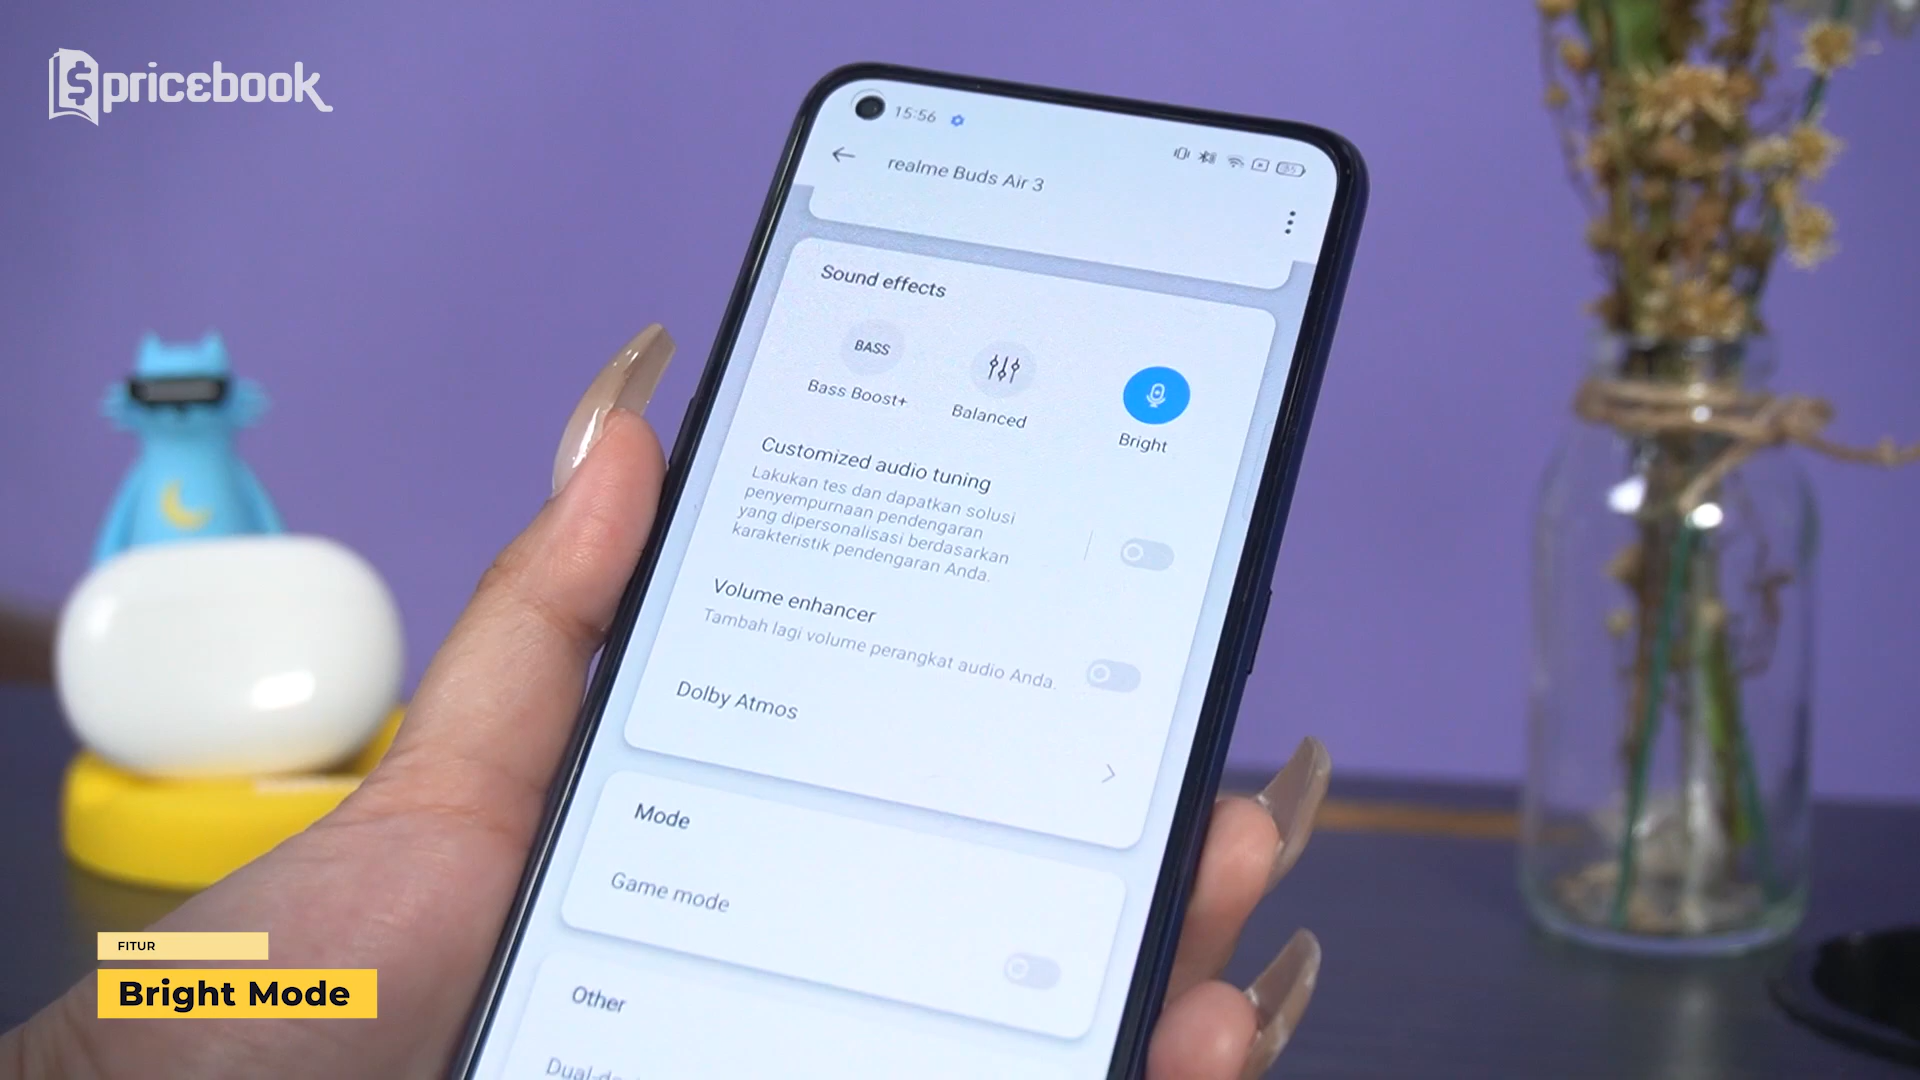 pricebook
15:56
realme Buds Air 3
Sound effects
BASS
Bass Boost+
Balanced
Bright
Customized audio tuning
Lakukan tes dan dapatkan solusi
penyempurnaan pendengaran
yang dipersonalisasi berdasarkan
karakteristik pendengaran Anda.
Volume enhancer
Tambah lagi volume perangkat audio Anda.
Dolby Atmos
Mode
Game mode
Other
FITUR
Bright Mode